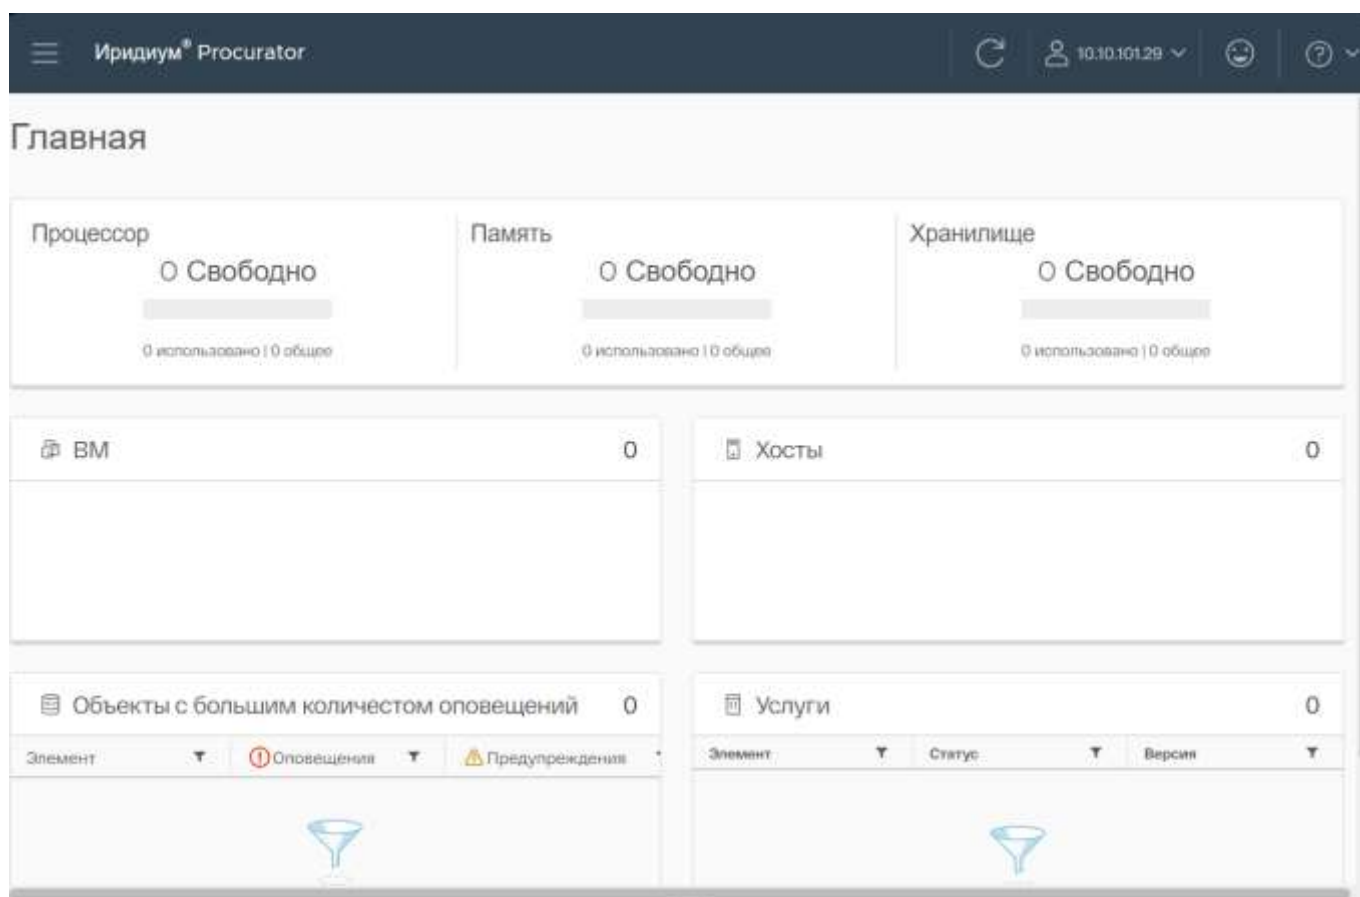 Иридиум® Procurator
10.10.101.29
Главная
Процессор
Память
Хранилище
0 Свободно
0 Свободно
0 Свободно
0 использовано | 0 общее
0 использовано | 0 общее
0 использовано | 0 общее
ВМ 0
Хосты 0
Объекты с большим количестом оповещений 0
Услуги 0
Элемент Оповещения Предупреждения
Элемент Статус Версия